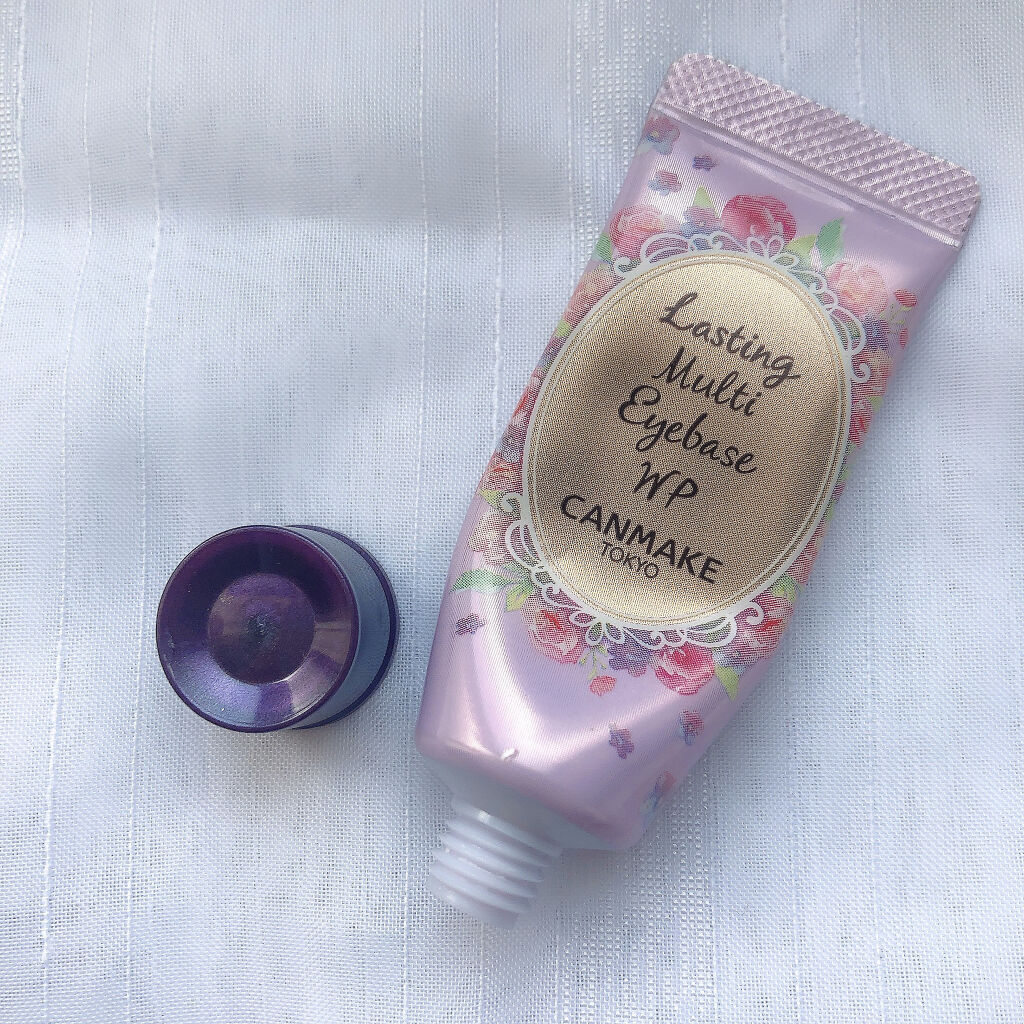 Lasting
Multi
Eyebase
WP
CANMAKE
TOKYO